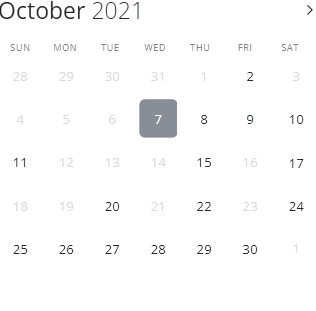 October 2021
SUN MON TUE WED THU FRI SAT
28 29 30 31 1 2 3
4 5 6 7 8 9 10
11 12 13 14 15 16 17
18 19 20 21 22 23 24
25 26 27 28 29 30 1